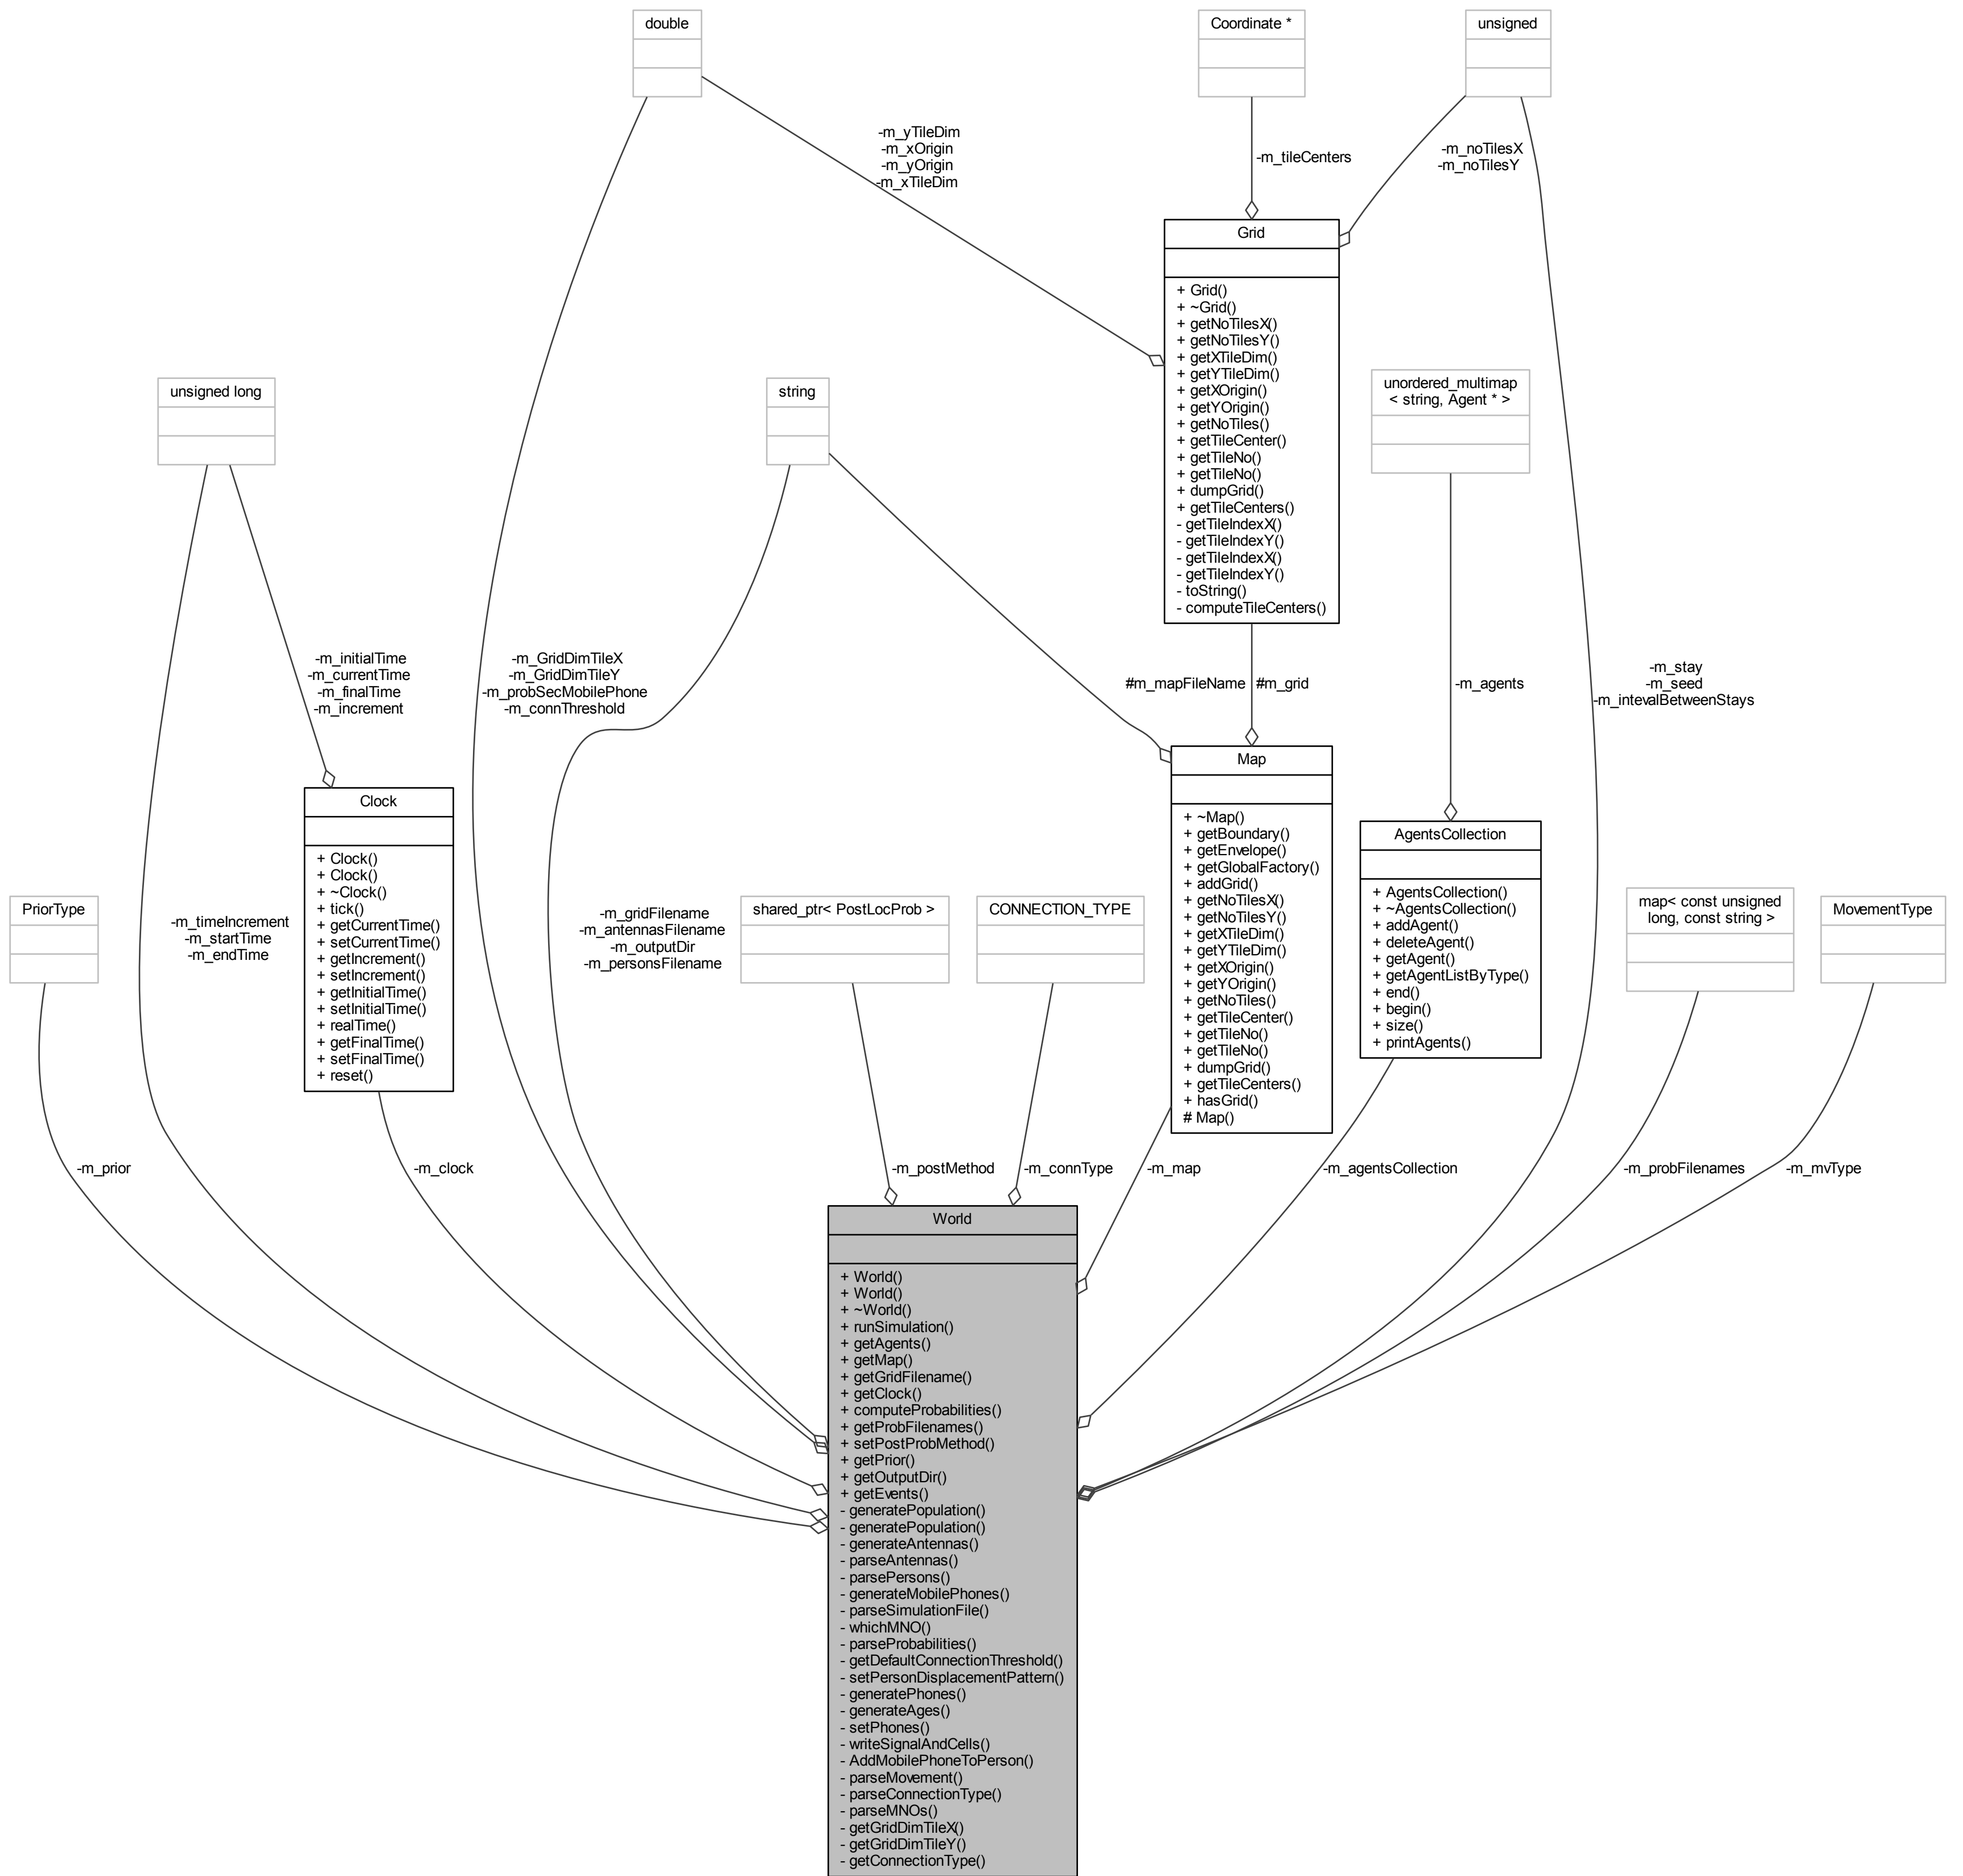 double
Coordinate *
unsigned
-m_yTileDim
-m_xOrigin
-m_yOrigin
-m_xTileDim
-m_tileCenters
-m_noTilesX
-m_noTilesY
Grid
+ Grid()
+ ~Grid()
+ getNoTilesX()
+ getNoTilesY()
+ getXTileDim()
+ getYTileDim()
+ getXOrigin()
+ getYOrigin()
+ getNoTiles()
+ getTileCenter()
+ getTileNo()
+ getTileNo()
+ dumpGrid()
+ getTileCenters()
- getTileIndexX()
- getTileIndexY()
- getTileIndexX()
- getTileIndexY()
- toString()
- computeTileCenters()
unsigned long
string
unordered_multimap
< string, Agent * >
-m_initialTime
-m_currentTime
-m_finalTime
-m_increment
-m_GridDimTileX
-m_GridDimTileY
-m_probSecMobilePhone
-m_connThreshold
#m_mapFileName
#m_grid
-m_agents
-m_stay
-m_seed
-m_intevalBetweenStays
Clock
+ Clock()
+ Clock()
+ ~Clock()
+ tick()
+ getCurrentTime()
+ setCurrentTime()
+ getIncrement()
+ setIncrement()
+ getInitialTime()
+ setInitialTime()
+ realTime()
+ getFinalTime()
+ setFinalTime()
+ reset()
Map
+ ~Map()
+ getBoundary()
+ getEnvelope()
+ getGlobalFactory()
+ addGrid()
+ getNoTilesX()
+ getNoTilesY()
+ getXTileDim()
+ getYTileDim()
+ getXOrigin()
+ getYOrigin()
+ getNoTiles()
+ getTileCenter()
+ getTileNo()
+ getTileNo()
+ dumpGrid()
+ getTileCenters()
+ hasGrid()
# Map()
AgentsCollection
+ AgentsCollection()
+ ~AgentsCollection()
+ addAgent()
+ deleteAgent()
+ getAgent()
+ getAgentListByType()
+ end()
+ begin()
+ size()
+ printAgents()
PriorType
-m_timeIncrement
-m_startTime
-m_endTime
-m_gridFilename
-m_antennasFilename
-m_outputDir
-m_personsFilename
shared_ptr< PostLocProb >
CONNECTION_TYPE
map< const unsigned
long, const string >
MovementType
-m_prior
-m_clock
-m_postMethod
-m_connType
-m_map
-m_agentsCollection
-m_probFilenames
-m_mvType
World
+ World()
+ World()
+ ~World()
+ runSimulation()
+ getAgents()
+ getMap()
+ getGridFilename()
+ getClock()
+ computeProbabilities()
+ getProbFilenames()
+ setPostProbMethod()
+ getPrior()
+ getOutputDir()
+ getEvents()
- generatePopulation()
- generatePopulation()
- generateAntennas()
- parseAntennas()
- parsePersons()
- generateMobilePhones()
- parseSimulationFile()
- whichMNO()
- parseProbabilities()
- getDefaultConnectionThreshold()
- setPersonDisplacementPattern()
- generatePhones()
- generateAges()
- setPhones()
- writeSignalAndCells()
- AddMobilePhoneToPerson()
- parseMovement()
- parseConnectionType()
- parseMNOs()
- getGridDimTileX()
- getGridDimTileY()
- getConnectionType()